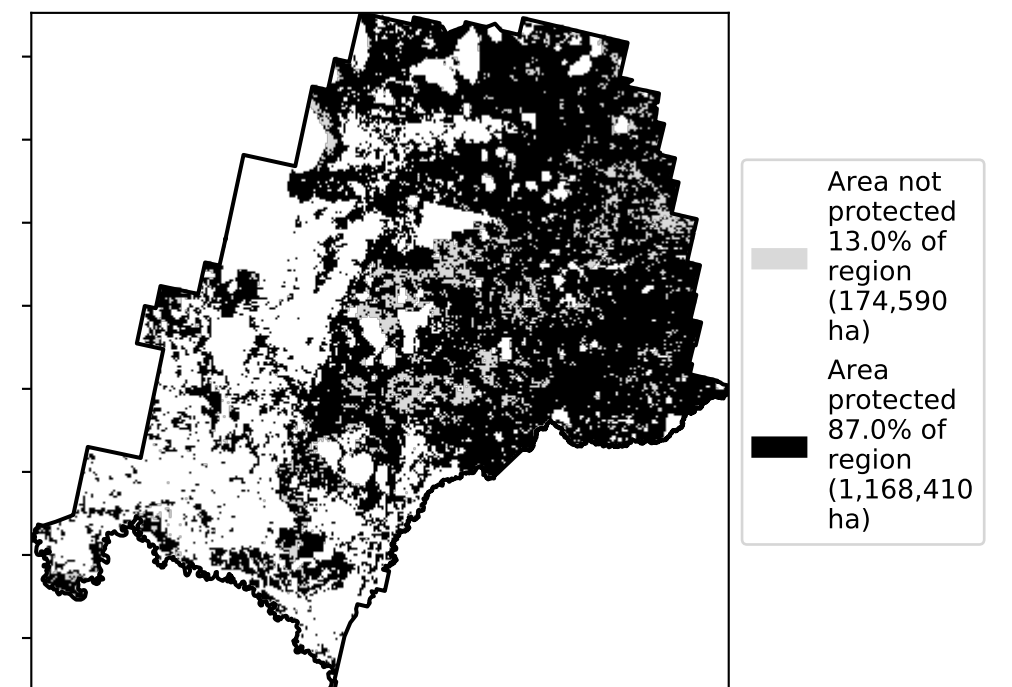 Area not
protected
13.0% of
region
(174,590
ha)
Area
protected
87.0% of
region
(1,168,410
ha)